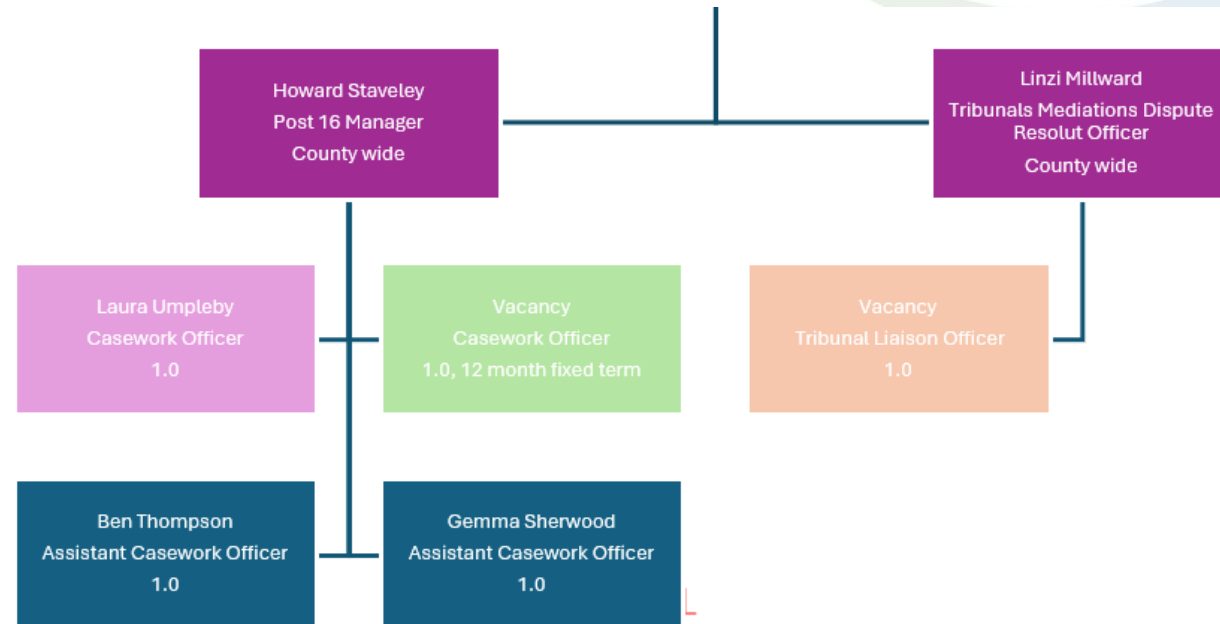 Howard Staveley
Post 16 Manager
County wide
Linzi Millward
Tribunals Mediations Dispute
Resolut Officer
County wide
Laura Umpleby
Casework Officer
1.0
Vacancy
Casework Officer
1.0, 12 month fixed term
Vacancy
Tribunal Liaison Officer
1.0
Ben Thompson
Assistant Casework Officer
1.0
Gemma Sherwood
Assistant Casework Officer
1.0